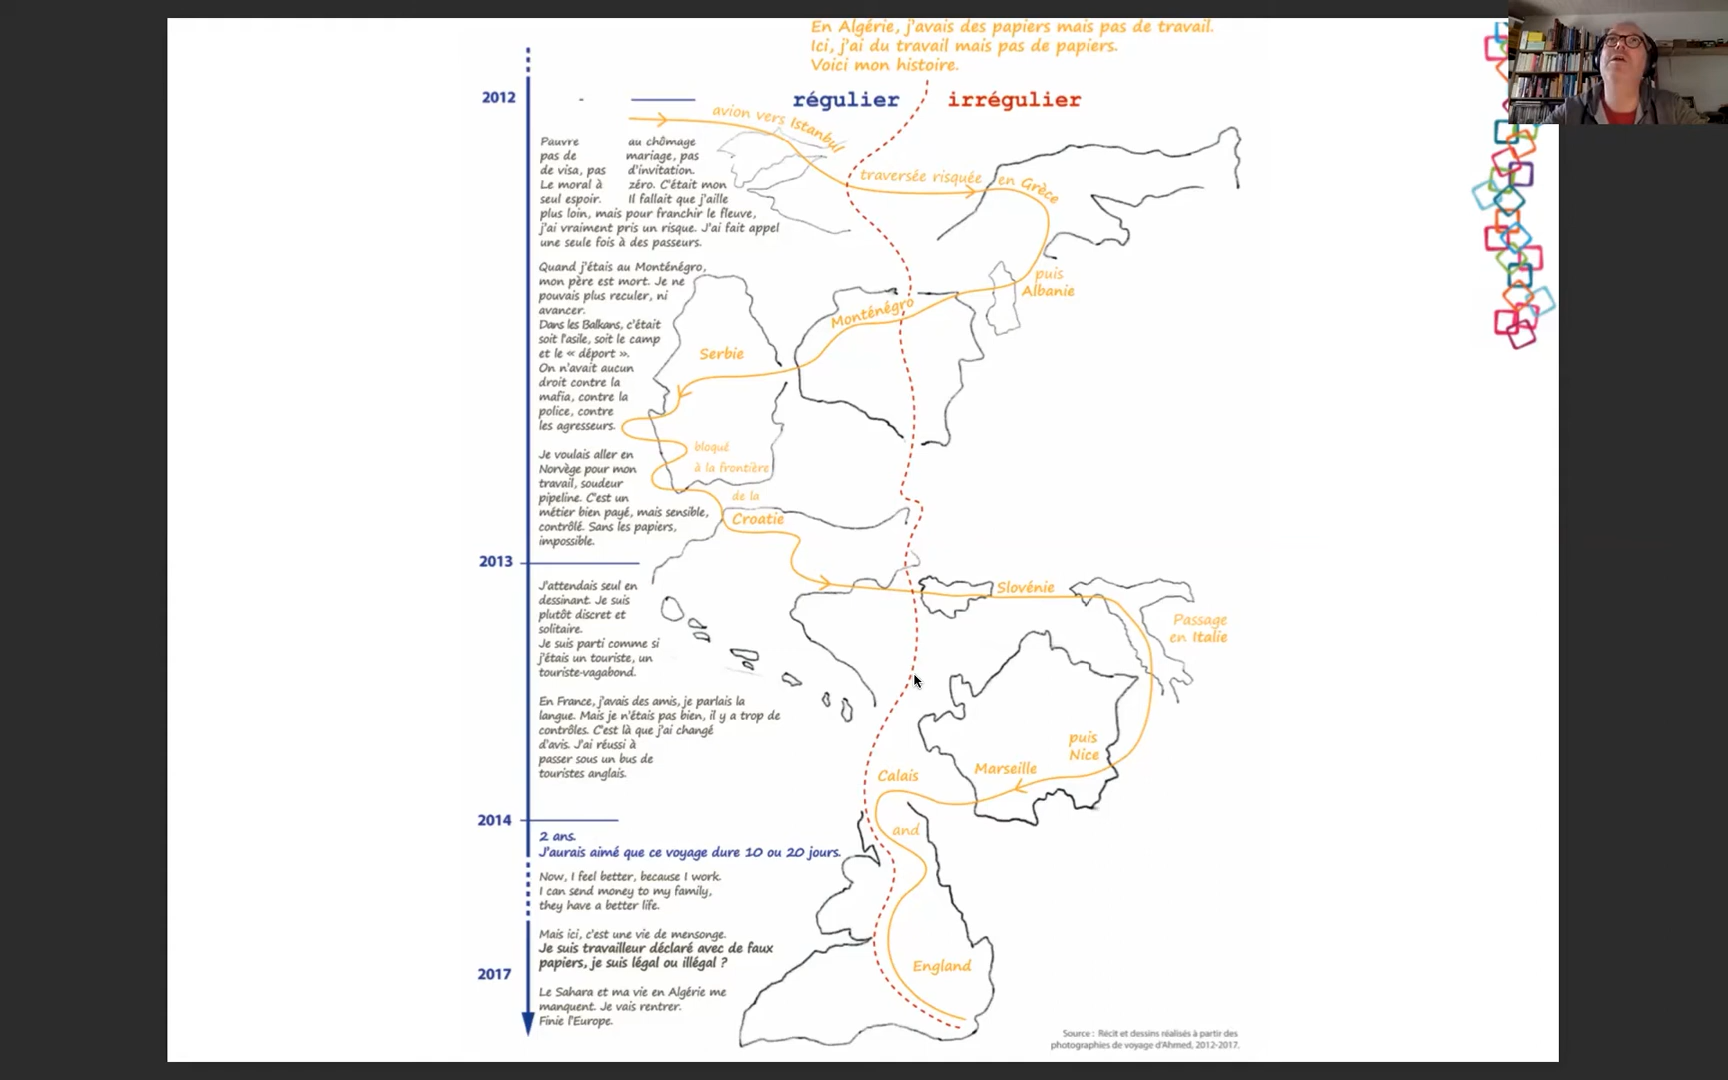 En Algérie, j'avais des papiers mais pas de travail.
Ici, j'ai du travail mais pas de papiers.
Voici mon histoire.
2012
régulier
irrégulier
avion vers Istanbul
traversée risquée en Grèce
puis
Albanie
Monténégro
Serbie
bloqué
à la frontière
de la
Croatie
Slovénie
Passage
en Italie
puis
Nice
Marseille
Calais
and
England
Pauvre au chômage
pas de mariage, pas
de visa, pas d'invitation.
Le moral à zéro. C'était mon
seul espoir. Il fallait que j'aille
plus loin, mais pour franchir le fleuve,
j'ai vraiment pris un risque. J'ai fait appel
une seule fois à des passeurs.
Quand j'étais au Monténégro,
mon père est mort. Je ne
pouvais plus reculer, ni
avancer.
Dans les Balkans, c'était
soit l'asile, soit le camp
et le « déport ».
On n'avait aucun
droit contre la
mafia, contre la
police, contre
les agresseurs.
Je voulais aller en
Norvège pour mon
travail, soudeur
pipeline. C'est un
métier bien payé, mais sensible,
contrôlé. Sans les papiers,
impossible.
2013
J'attendais seul en
dessinant. Je suis
plutôt discret et
solitaire.
Je suis parti comme si
j'étais un touriste, un
touriste-vagabond.
En France, j'avais des amis, je parlais la
langue. Mais je n'étais pas bien, il y a trop de
contrôles. C'est là que j'ai changé
d'avis. J'ai réussi à
passer sous un bus de
touristes anglais.
2014
2 ans.
J'aurais aimé que ce voyage dure 10 ou 20 jours.
Now, I feel better, because I work.
I can send money to my family,
they have a better life.
Mais ici, c'est une vie de mensonge.
Je suis travailleur déclaré avec de faux
papiers, je suis légal ou illégal ?
2017
Le Sahara et ma vie en Algérie me
manquent. Je vais rentrer.
Finie l'Europe.
Source : Récit et dessins réalisés à partir des
photographies de voyage d'Ahmed, 2012-2017.